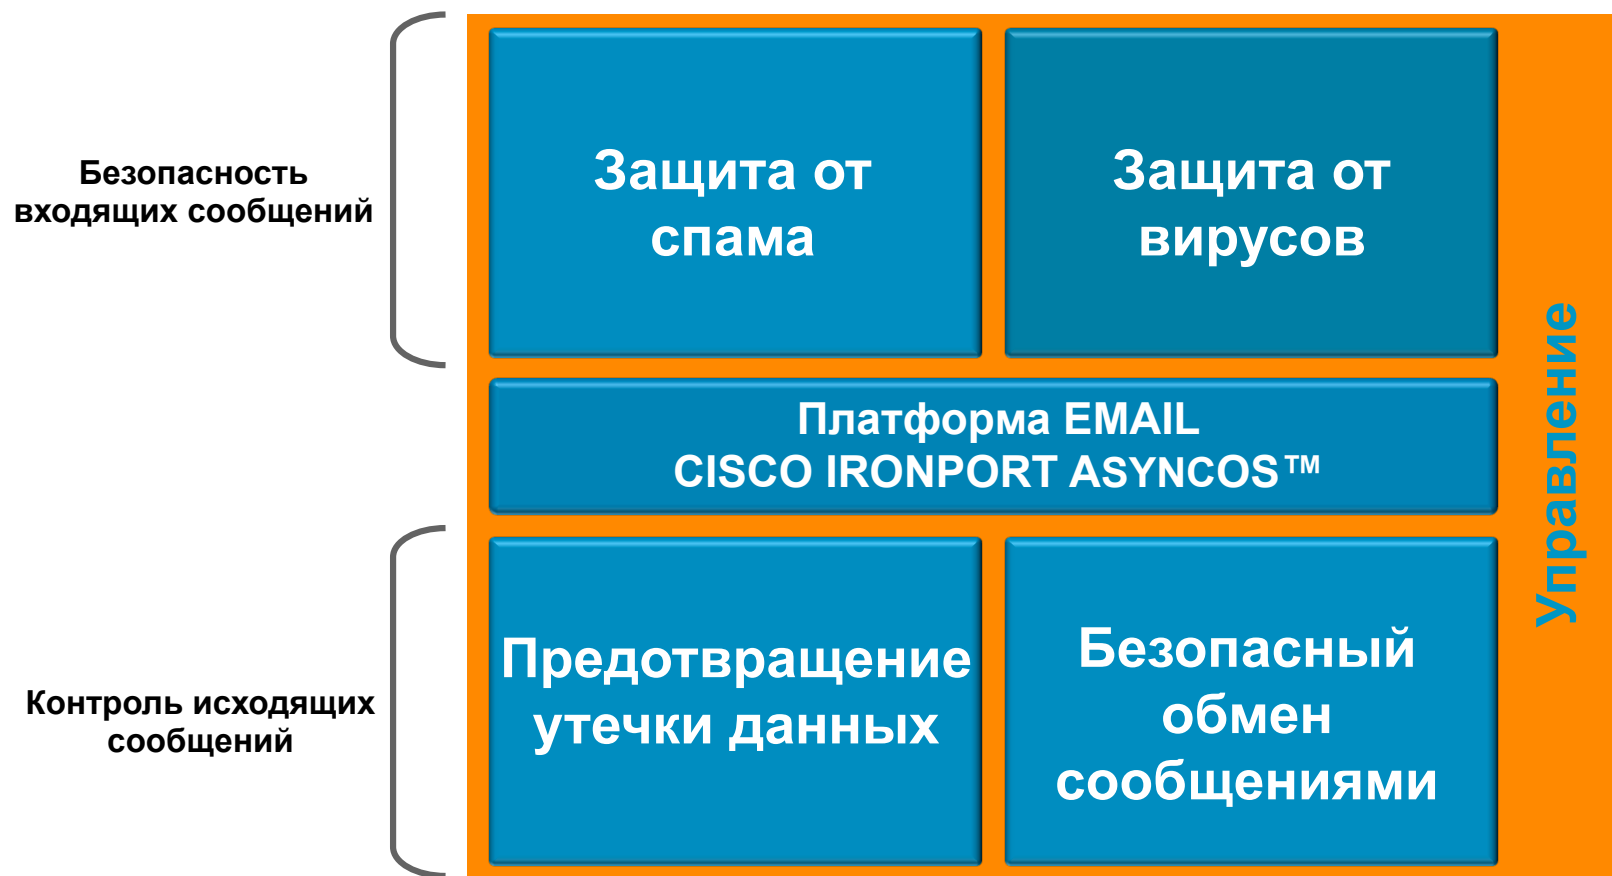 Безопасность
входящих сообщений
Защита от
спама
Защита от
вирусов
Платформа EMAIL
CISCO IRONPORT ASYNCOS™
Управление
Контроль исходящих
сообщений
Предотвращение
утечки данных
Безопасный
обмен
сообщениями